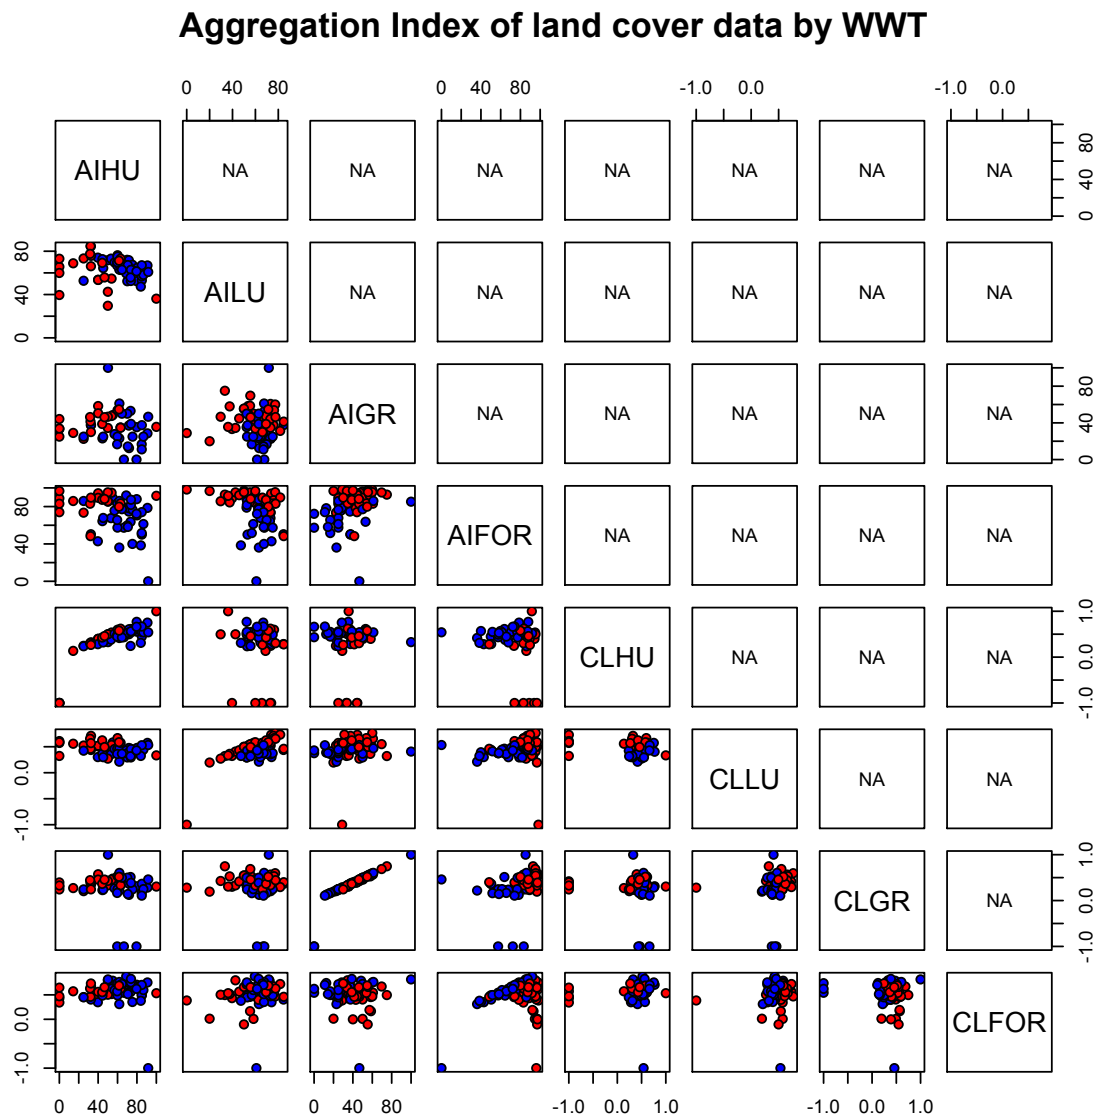 Aggregation Index of land cover data by WWT
0 40 80 0 40 80 -1.0 0.0 -1.0 0.0
AIHU NA NA NA NA NA NA NA 0 40 80
0 40 80 AILU NA NA NA NA NA NA
AIGR NA NA NA NA NA 0 40 80
0 40 80 AIFOR NA NA NA NA
CLHU NA NA NA -1.0 0.0 1.0
-1.0 0.0 CLLU NA NA
CLGR NA -1.0 0.0 1.0
-1.0 0.0 CLFOR
0 40 80 0 40 80 -1.0 0.0 1.0 -1.0 0.0 1.0